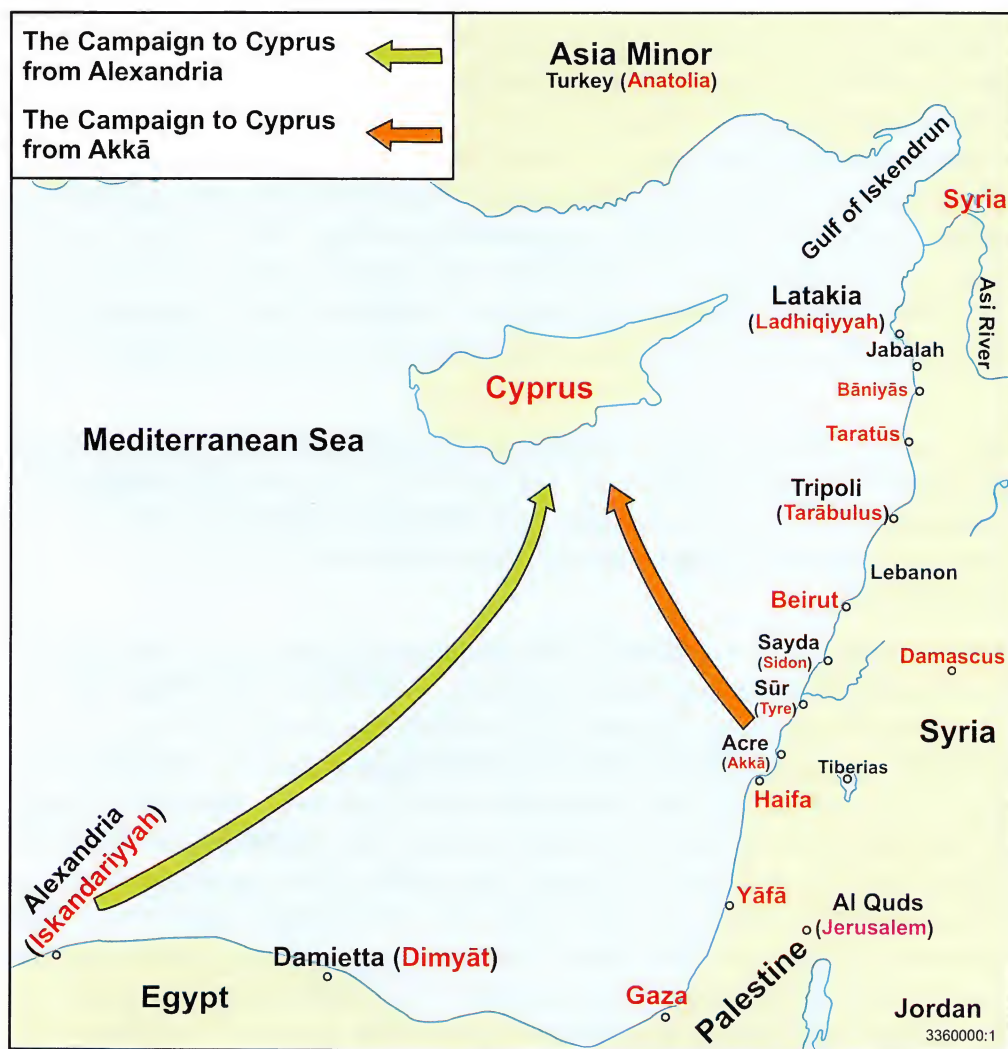 The Campaign to Cyprus
from Alexandria
The Campaign to Cyprus
from Akkā
Asia Minor
Turkey (Anatolia)
Gulf of Iskendrun
Syria
Asi River
Latakia
(Ladhiqiyyah)
Jabalah
Bāniyās
Taratūs
Cyprus
Mediterranean Sea
Tripoli
(Tarābulus)
Lebanon
Beirut
Sayda
(Sidon)
Damascus
Sūr
(Tyre)
Syria
Acre
(Akkā)
Tiberias
Haifa
Alexandria
(Iskandariyyah)
Yāfā
Al Quds
(Jerusalem)
Damietta (Dimyāt)
Egypt
Gaza
Palestine
Jordan
3360000:1